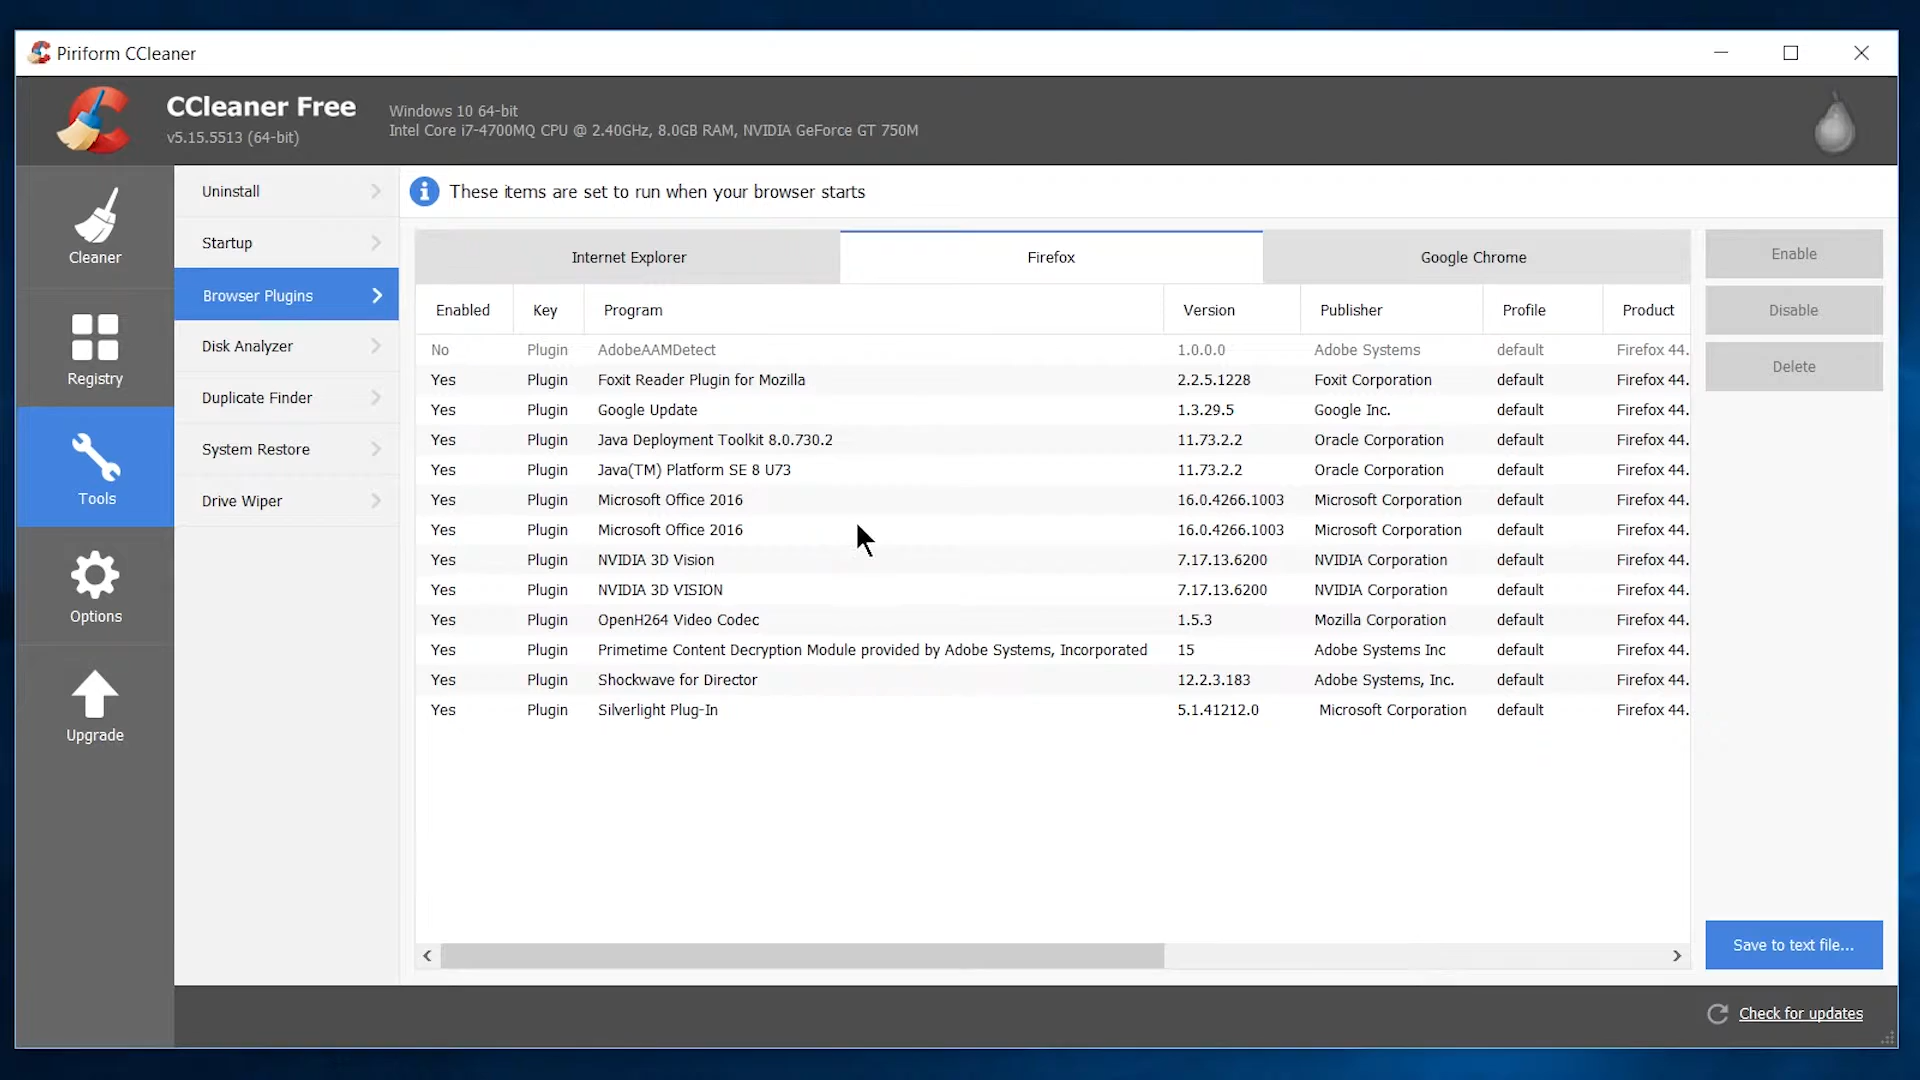 Piriform CCleaner
CCleaner Free
v5.15.5513 (64-bit)
Windows 10 64-bit
Intel Core i7-4700MQ CPU @ 2.40GHz, 8.0GB RAM, NVIDIA GeForce GT 750M
Cleaner
Registry
Tools
Options
Upgrade
Uninstall
Startup
Browser Plugins
Disk Analyzer
Duplicate Finder
System Restore
Drive Wiper
These items are set to run when your browser starts
Internet Explorer Firefox Google Chrome
Enabled Key Program Version Publisher Profile Product
No Plugin AdobeAAMDetect 1.0.0.0 Adobe Systems default Firefox 44.
Yes Plugin Foxit Reader Plugin for Mozilla 2.2.5.1228 Foxit Corporation default Firefox 44.
Yes Plugin Google Update 1.3.29.5 Google Inc. default Firefox 44.
Yes Plugin Java Deployment Toolkit 8.0.730.2 11.73.2.2 Oracle Corporation default Firefox 44.
Yes Plugin Java(TM) Platform SE 8 U73 11.73.2.2 Oracle Corporation default Firefox 44.
Yes Plugin Microsoft Office 2016 16.0.4266.1003 Microsoft Corporation default Firefox 44.
Yes Plugin Microsoft Office 2016 16.0.4266.1003 Microsoft Corporation default Firefox 44.
Yes Plugin NVIDIA 3D Vision 7.17.13.6200 NVIDIA Corporation default Firefox 44.
Yes Plugin NVIDIA 3D VISION 7.17.13.6200 NVIDIA Corporation default Firefox 44.
Yes Plugin OpenH264 Video Codec 1.5.3 Mozilla Corporation default Firefox 44.
Yes Plugin Primetime Content Decryption Module provided by Adobe Systems, Incorporated 15 Adobe Systems Inc default Firefox 44.
Yes Plugin Shockwave for Director 12.2.3.183 Adobe Systems, Inc. default Firefox 44.
Yes Plugin Silverlight Plug-In 5.1.41212.0 Microsoft Corporation default Firefox 44.
Enable
Disable
Delete
Save to text file...
Check for updates